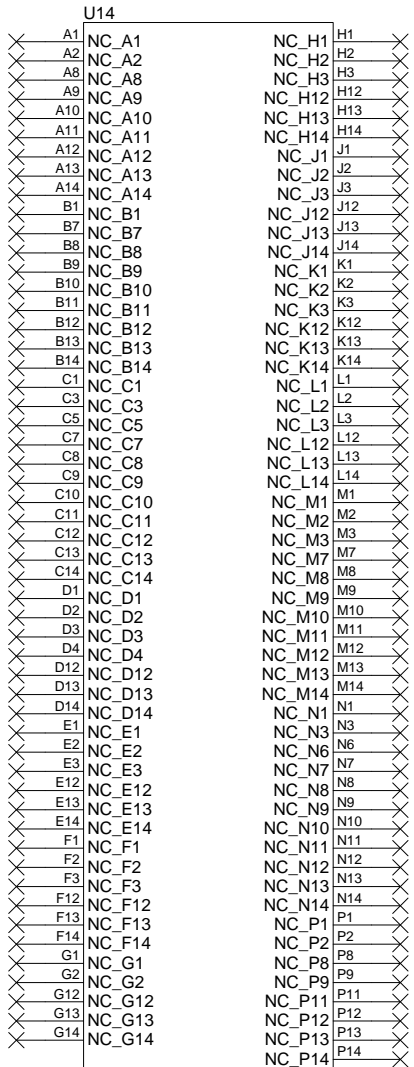 U14
A1 NC_A1 NC_H1 H1
A2 NC_A2 NC_H2 H2
A8 NC_A8 NC_H3 H3
A9 NC_A9 NC_H12 H12
A10 NC_A10 NC_H13 H13
A11 NC_A11 NC_H14 H14
A12 NC_A12 NC_J1 J1
A13 NC_A13 NC_J2 J2
A14 NC_A14 NC_J3 J3
B1 NC_B1 NC_J12 J12
B7 NC_B7 NC_J13 J13
B8 NC_B8 NC_J14 J14
B9 NC_B9 NC_K1 K1
B10 NC_B10 NC_K2 K2
B11 NC_B11 NC_K3 K3
B12 NC_B12 NC_K12 K12
B13 NC_B13 NC_K13 K13
B14 NC_B14 NC_K14 K14
C1 NC_C1 NC_L1 L1
C3 NC_C3 NC_L2 L2
C5 NC_C5 NC_L3 L3
C7 NC_C7 NC_L12 L12
C8 NC_C8 NC_L13 L13
C9 NC_C9 NC_L14 L14
C10 NC_C10 NC_M1 M1
C11 NC_C11 NC_M2 M2
C12 NC_C12 NC_M3 M3
C13 NC_C13 NC_M7 M7
C14 NC_C14 NC_M8 M8
D1 NC_D1 NC_M9 M9
D2 NC_D2 NC_M10 M10
D3 NC_D3 NC_M11 M11
D4 NC_D4 NC_M12 M12
D12 NC_D12 NC_M13 M13
D13 NC_D13 NC_M14 M14
D14 NC_D14 NC_N1 N1
E1 NC_E1 NC_N3 N3
E2 NC_E2 NC_N6 N6
E3 NC_E3 NC_N7 N7
E12 NC_E12 NC_N8 N8
E13 NC_E13 NC_N9 N9
E14 NC_E14 NC_N10 N10
F1 NC_F1 NC_N11 N11
F2 NC_F2 NC_N12 N12
F3 NC_F3 NC_N13 N13
F12 NC_F12 NC_N14 N14
F13 NC_F13 NC_P1 P1
F14 NC_F14 NC_P2 P2
G1 NC_G1 NC_P8 P8
G2 NC_G2 NC_P9 P9
G12 NC_G12 NC_P11 P11
G13 NC_G13 NC_P12 P12
G14 NC_G14 NC_P13 P13
NC_P14 P14